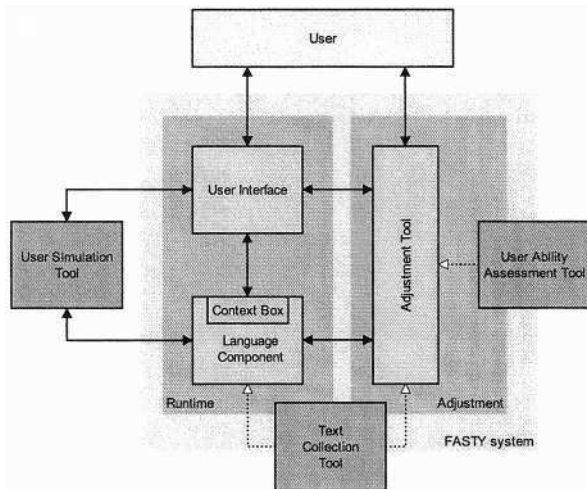 User
User Interface
User Simulation
Tool
Adjustment Tool
User Ability
Assessment Tool
Context Box
Language
Component
Runtime
Adjustment
Text
Collection
Tool
FASTY system